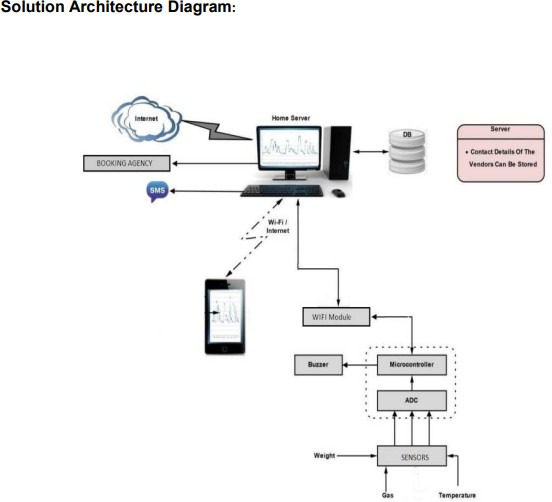 Solution Architecture Diagram:
Internet
Home Server
DB
Server
• Contact Details Of The
Vendors Can Be Stored
BOOKING AGENCY
SMS
Wi-Fi /
Internet
WIFI Module
Buzzer
Microcontroller
ADC
Weight
SENSORS
Gas
Temperature